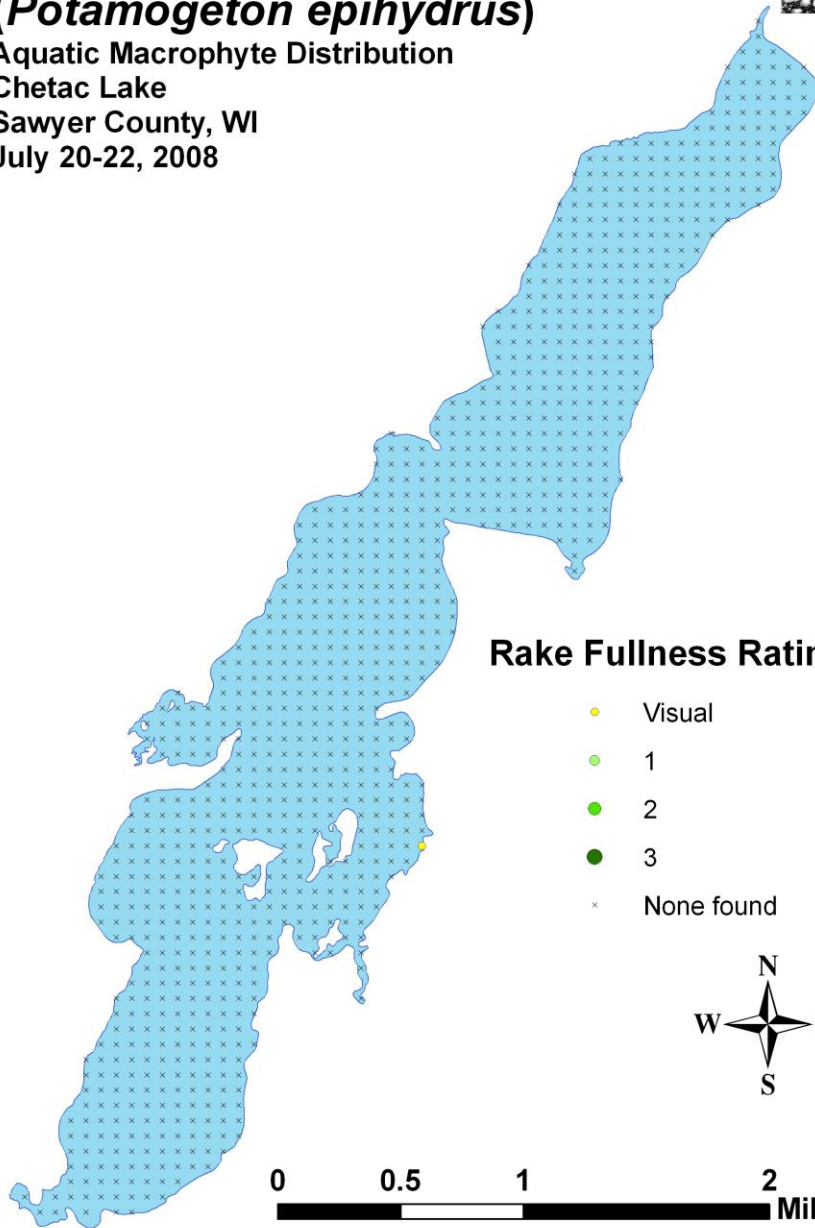 (Potamogeton epihydrus)
Aquatic Macrophyte Distribution
Chetac Lake
Sawyer County, WI
July 20-22, 2008
Rake Fullness Ratin
Visual
1
2
3
None found
N
W
S
0 0.5 1 2
Mil